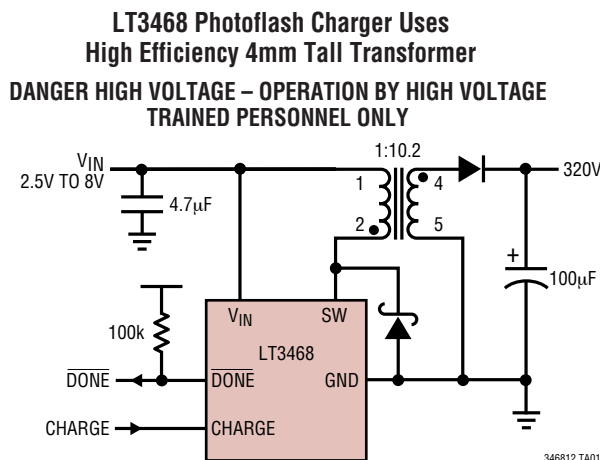 LT3468 Photoflash Charger Uses
High Efficiency 4mm Tall Transformer
DANGER HIGH VOLTAGE – OPERATION BY HIGH VOLTAGE
TRAINED PERSONNEL ONLY
VIN
2.5V TO 8V
4.7µF
1:10.2
1
2
4
5
320V
+
100µF
100k
VIN
SW
LT3468
DONE
DONE
GND
CHARGE
CHARGE
346812 TA01